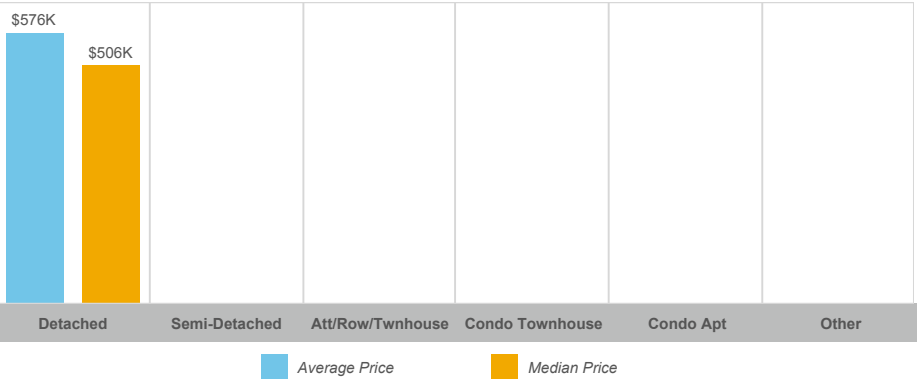 $576K
$506K
Detached Semi-Detached Att/Row/Twnhouse Condo Townhouse Condo Apt Other
Average Price Median Price